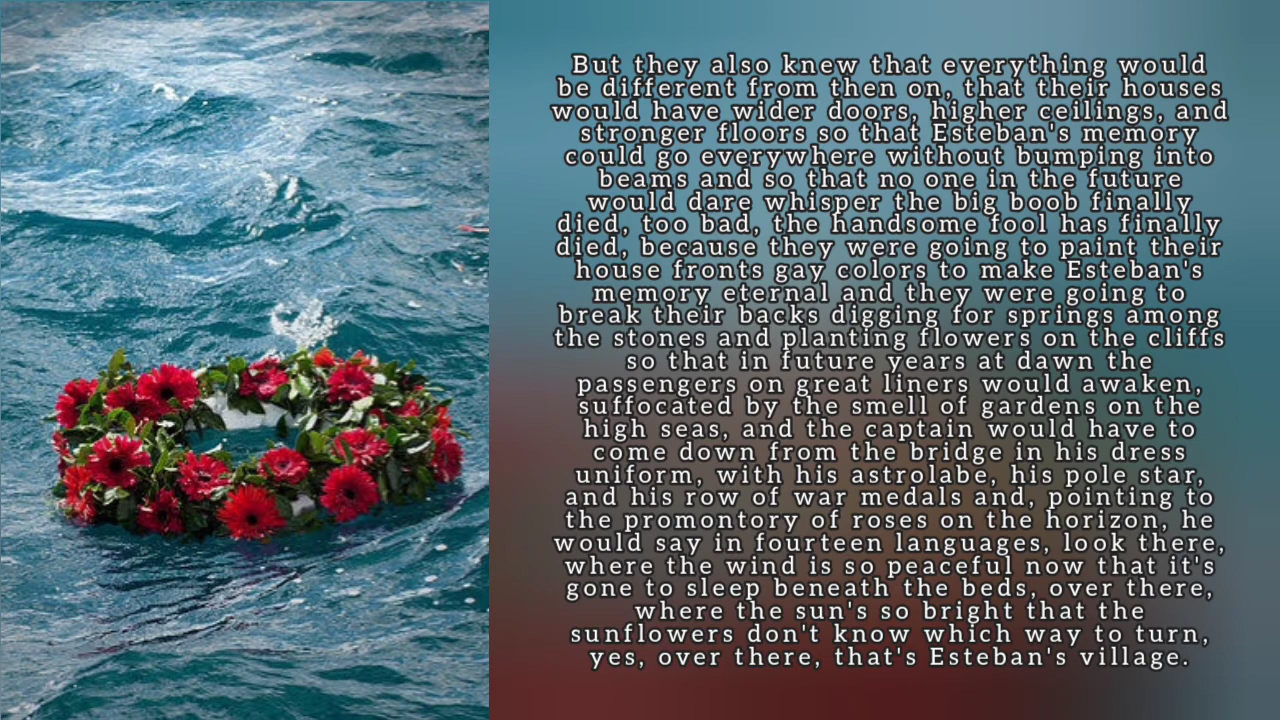 But they also knew that everything would
be different from then on, that their houses
would have wider doors, higher ceilings, and
stronger floors so that Esteban's memory
could go everywhere without bumping into
beams and so that no one in the future
would dare whisper the big boob finally
died, too bad, the handsome fool has finally
died, because they were going to paint their
house fronts gay colors to make Esteban's
memory eternal and they were going to
break their backs digging for springs among
the stones and planting flowers on the cliffs
so that in future years at dawn the
passengers on great liners would awaken,
suffocated by the smell of gardens on the
high seas, and the captain would have to
come down from the bridge in his dress
uniform, with his astrolabe, his pole star,
and his row of war medals and, pointing to
the promontory of roses on the horizon, he
would say in fourteen languages, look there,
where the wind is so peaceful now that it's
gone to sleep beneath the beds, over there,
where the sun's so bright that the
sunflowers don't know which way to turn,
yes, over there, that's Esteban's village.